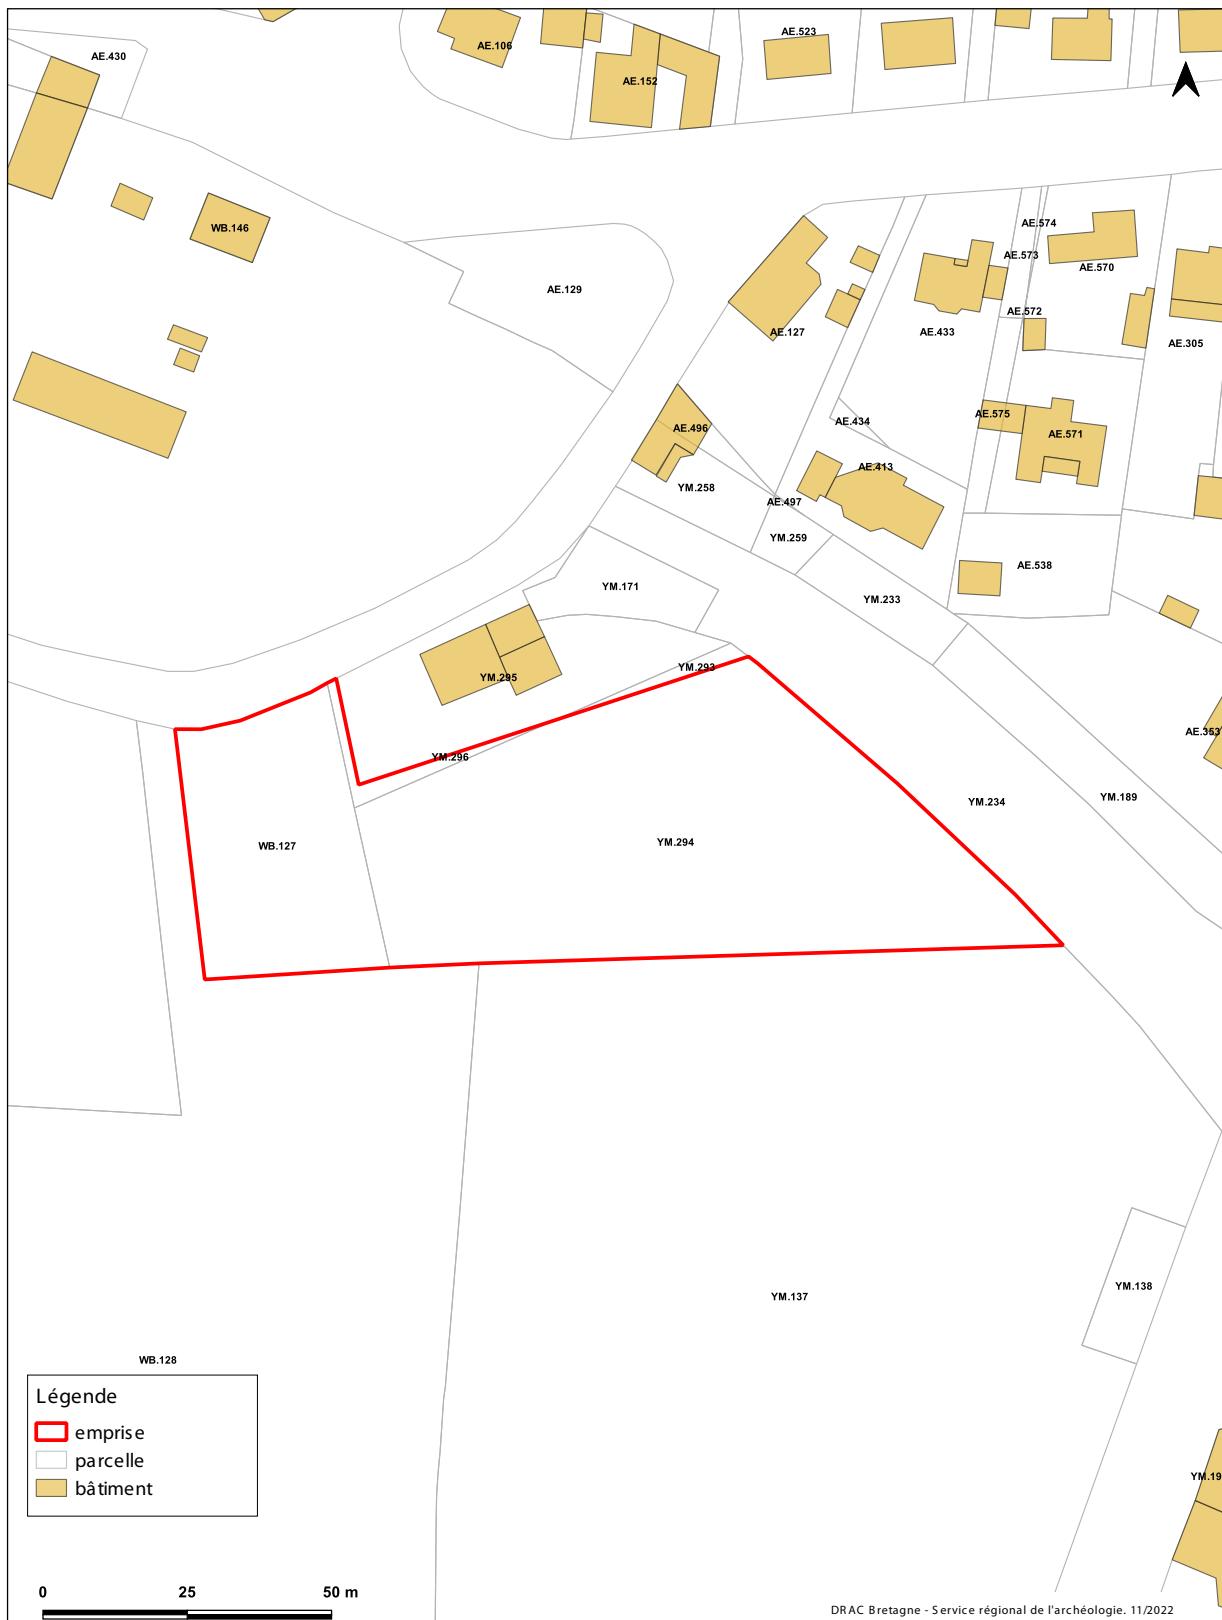 AE.430
AE.106
AE.152
AE.523
WB.146
AE.129
AE.127
AE.433
AE.574
AE.573
AE.570
AE.572
AE.305
AE.434
AE.575
AE.571
AE.496
AE.413
YM.258
AE.497
YM.259
AE.538
YM.171
YM.233
YM.293
YM.295
AE.353
YM.296
YM.234
YM.189
WB.127
YM.294
YM.138
YM.137
WB.128
Légende
emprise
parcelle
bâtiment
YM.19
0 25 50 m
DRAC Bretagne - Service régional de l'archéologie. 11/2022